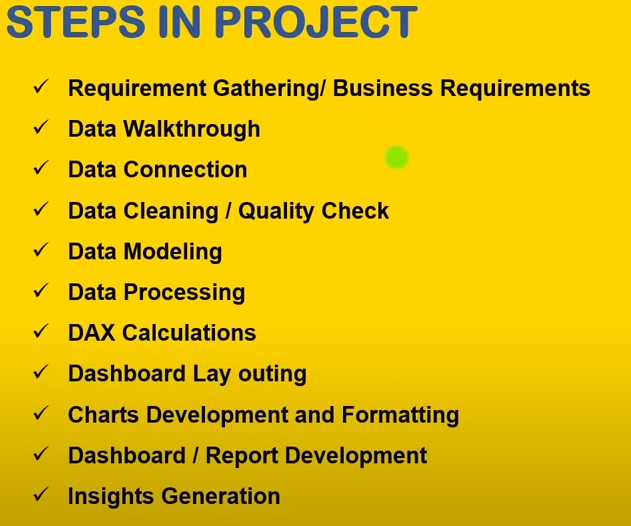 STEPS IN PROJECT
✓ Requirement Gathering/ Business Requirements
✓ Data Walkthrough
✓ Data Connection
✓ Data Cleaning / Quality Check
✓ Data Modeling
✓ Data Processing
✓ DAX Calculations
✓ Dashboard Lay outing
✓ Charts Development and Formatting
✓ Dashboard / Report Development
✓ Insights Generation